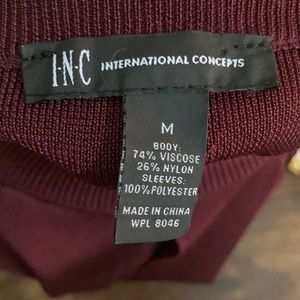 I·N·C INTERNATIONAL CONCEPTS
M
BODY:
74% VISCOSE
26% NYLON
SLEEVES:
100%POLYESTER
MADE IN CHINA
WPL 8046